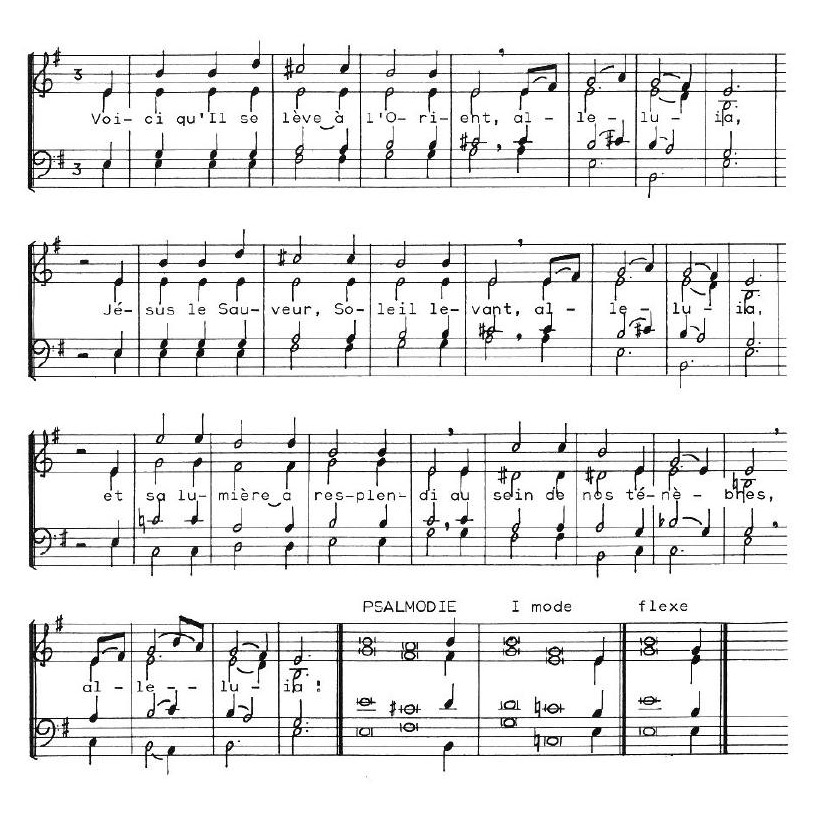 3
Voi- ci qu'Il se lève à l'O- ri- ent, al - le - lu - ia,
3
Jé- sus le Sau- veur, So- leil le- vant, al - le - lu - ia,
et sa lu- mière a res- plen- di au sein de nos té- nè - bres,
PSALMODIE I mode flexe
al - le - lu - ia !